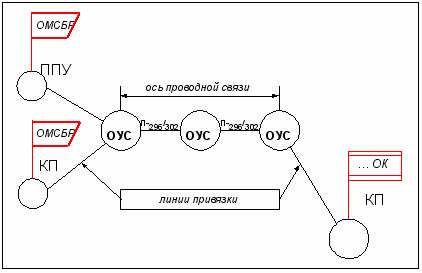 ОМСБР
ППУ
ось проводной связи
ОМСБР
ОУС
П-296/302
ОУС
П-296/302
ОУС
КП
... ОК
КП
линии привязки